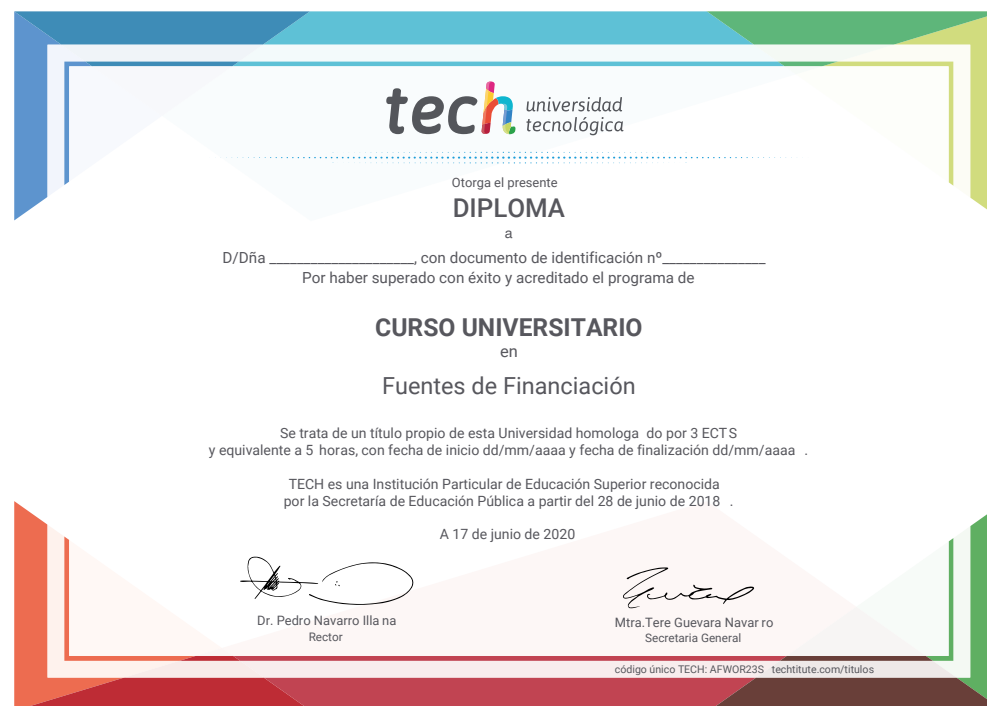 tech universidad
tecnológica
Otorga el presente
DIPLOMA
a
D/Dña ____________________, con documento de identificación nº______________
Por haber superado con éxito y acreditado el programa de
CURSO UNIVERSITARIO
en
Fuentes de Financiación
Se trata de un título propio de esta Universidad homologa do por 3 ECTS
y equivalente a 5 horas, con fecha de inicio dd/mm/aaaa y fecha de finalización dd/mm/aaaa .
TECH es una Institución Particular de Educación Superior reconocida
por la Secretaría de Educación Pública a partir del 28 de junio de 2018 .
A 17 de junio de 2020
Dr. Pedro Navarro Illa na
Rector
Mtra.Tere Guevara Navar ro
Secretaria General
código único TECH: AFWOR23S techtitute.com/titulos